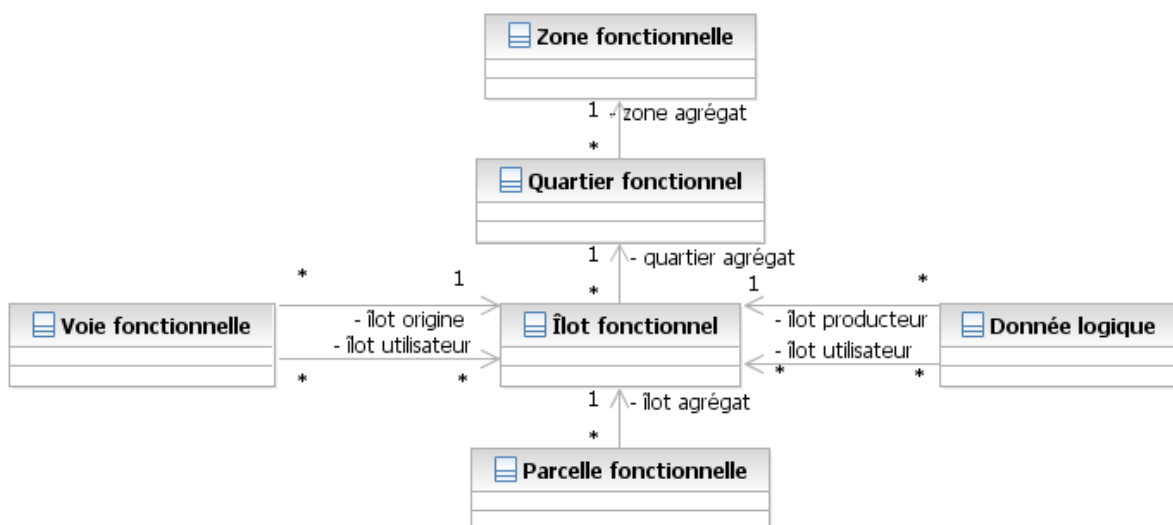 Zone fonctionnelle
1 - zone agrégat
*
Quartier fonctionnel
1 - quartier agrégat
*
* 1
1 *
Voie fonctionnelle
- îlot origine
- îlot utilisateur
* *
Îlot fonctionnel
- îlot producteur
- îlot utilisateur
* *
Donnée logique
1 - îlot agrégat
*
Parcelle fonctionnelle